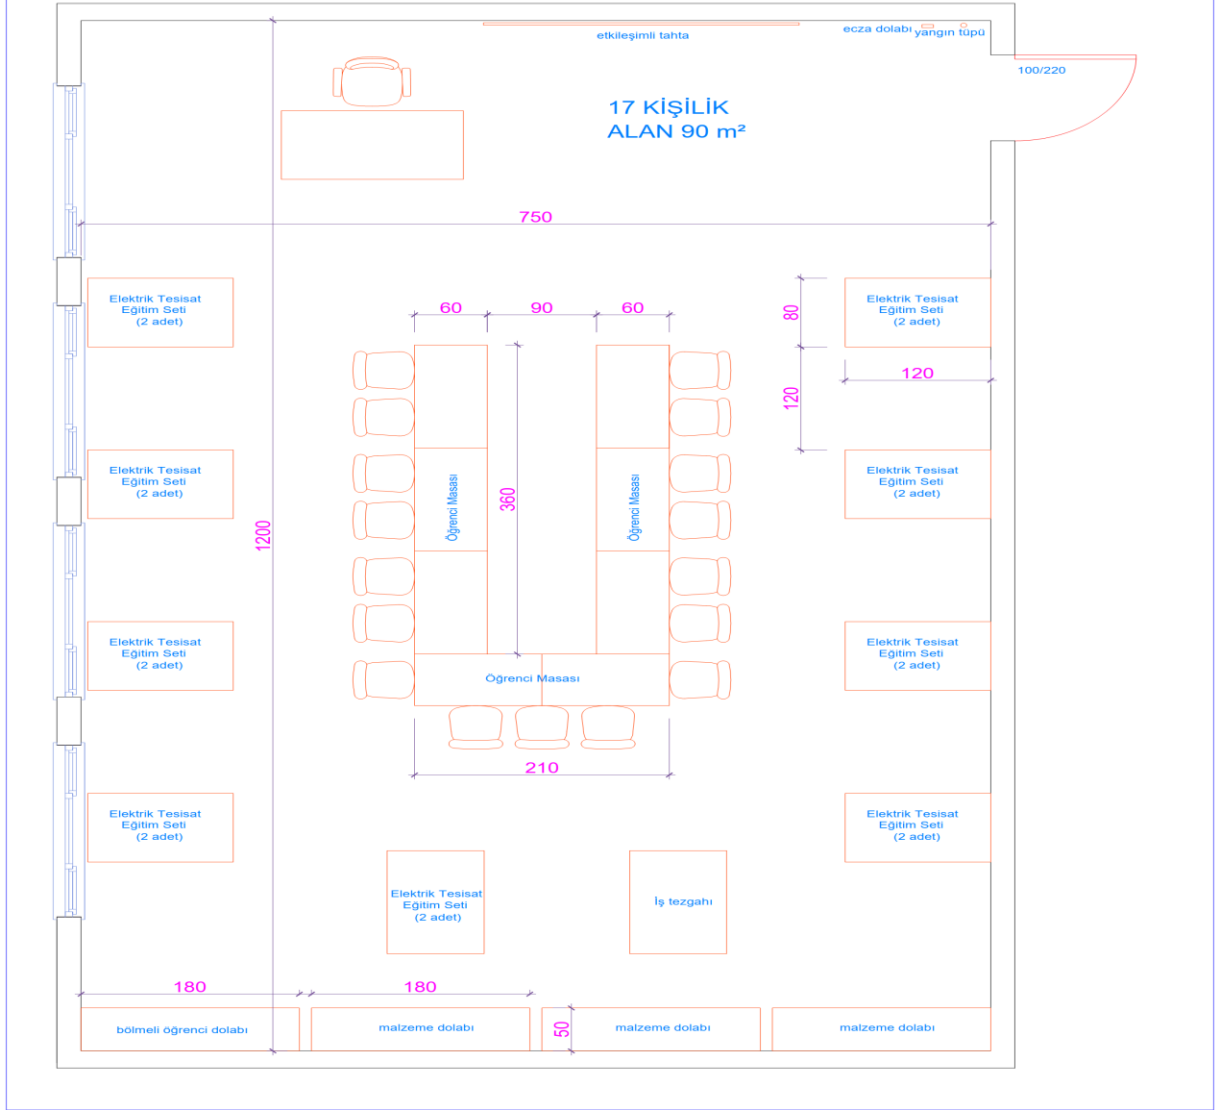 etkileşimli tahta
ecza dolabı
yangın tüpü
100/220
17 KİŞİLİK
ALAN 90 m²
750
Elektrik Tesisat
Eğitim Seti
(2 adet)
60
90
60
80
Elektrik Tesisat
Eğitim Seti
(2 adet)
120
120
Elektrik Tesisat
Eğitim Seti
(2 adet)
1200
Öğrenci Masası
360
Öğrenci Masası
Elektrik Tesisat
Eğitim Seti
(2 adet)
Elektrik Tesisat
Eğitim Seti
(2 adet)
Öğrenci Masası
Elektrik Tesisat
Eğitim Seti
(2 adet)
210
Elektrik Tesisat
Eğitim Seti
(2 adet)
Elektrik Tesisat
Eğitim Seti
(2 adet)
Elektrik Tesisat
Eğitim Seti
(2 adet)
İş tezgahı
180
180
bölmeli öğrenci dolabı
malzeme dolabı
50
malzeme dolabı
malzeme dolabı